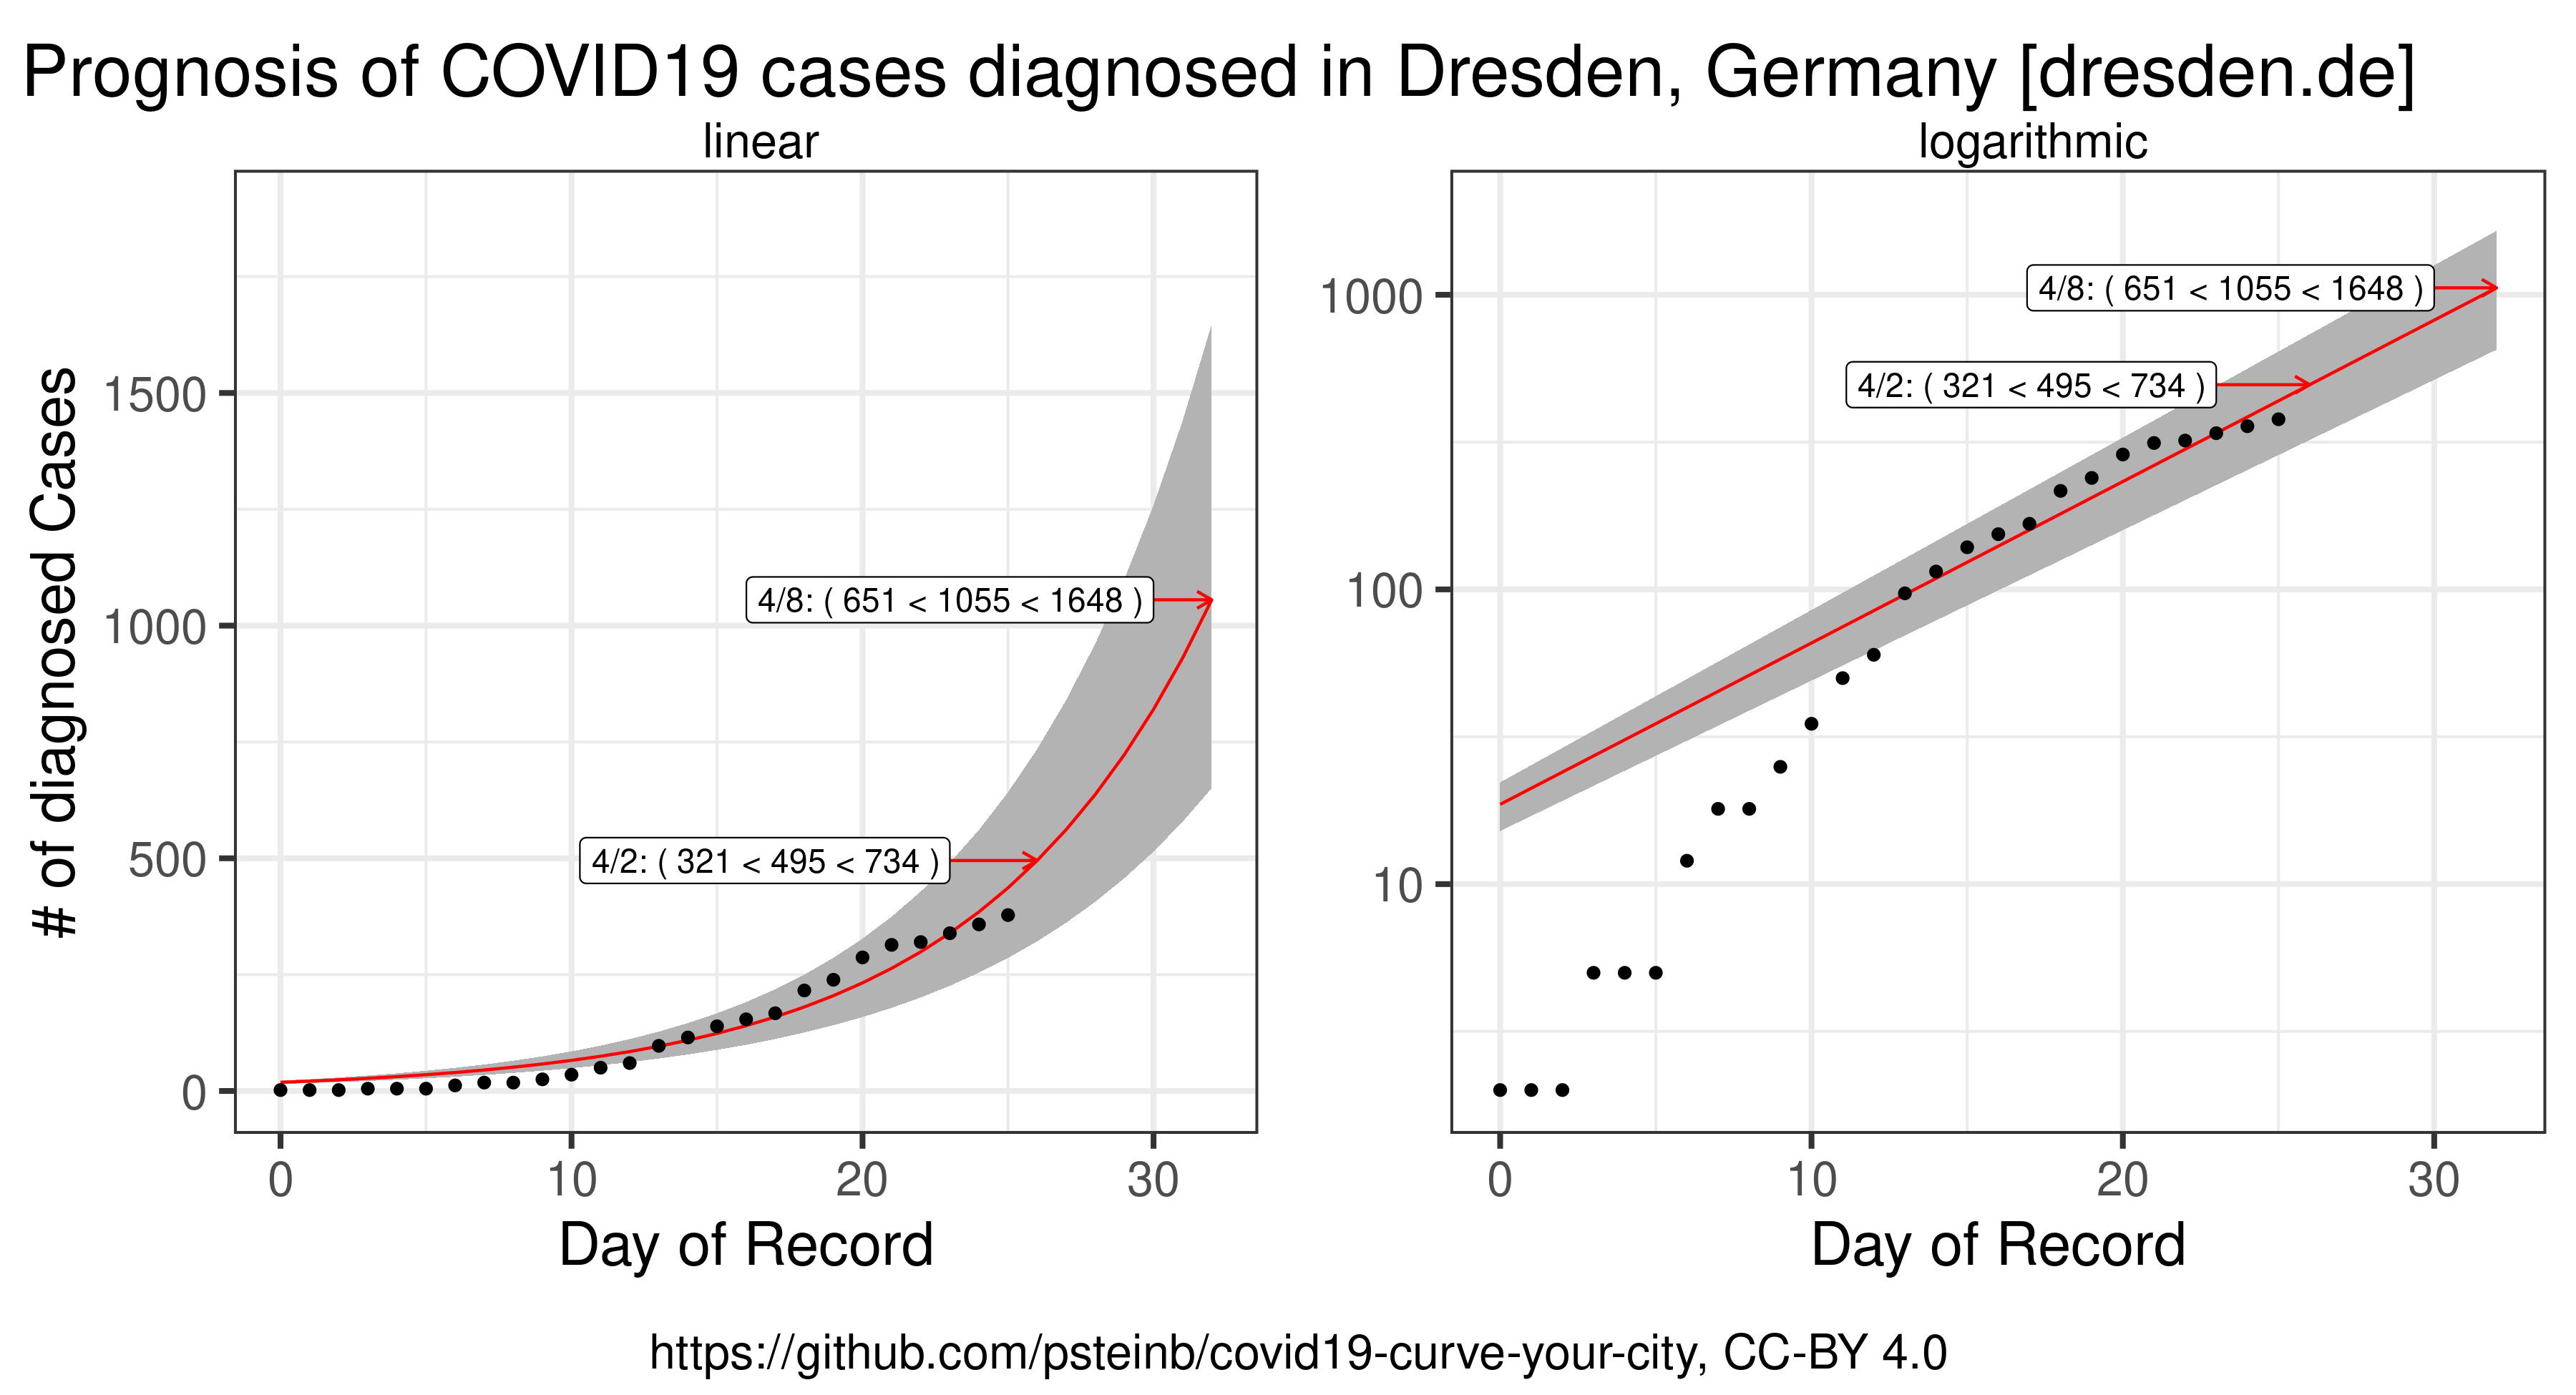 Prognosis of COVID19 cases diagnosed in Dresden, Germany [dresden.de]
linear
# of diagnosed Cases
1500
1000
500
0
4/8: ( 651 < 1055 < 1648 )
4/2: ( 321 < 495 < 734 )
0 10 20 30
Day of Record
logarithmic
1000
100
10
4/8: ( 651 < 1055 < 1648 )
4/2: ( 321 < 495 < 734 )
0 10 20 30
Day of Record
https://github.com/psteinb/covid19-curve-your-city, CC-BY 4.0